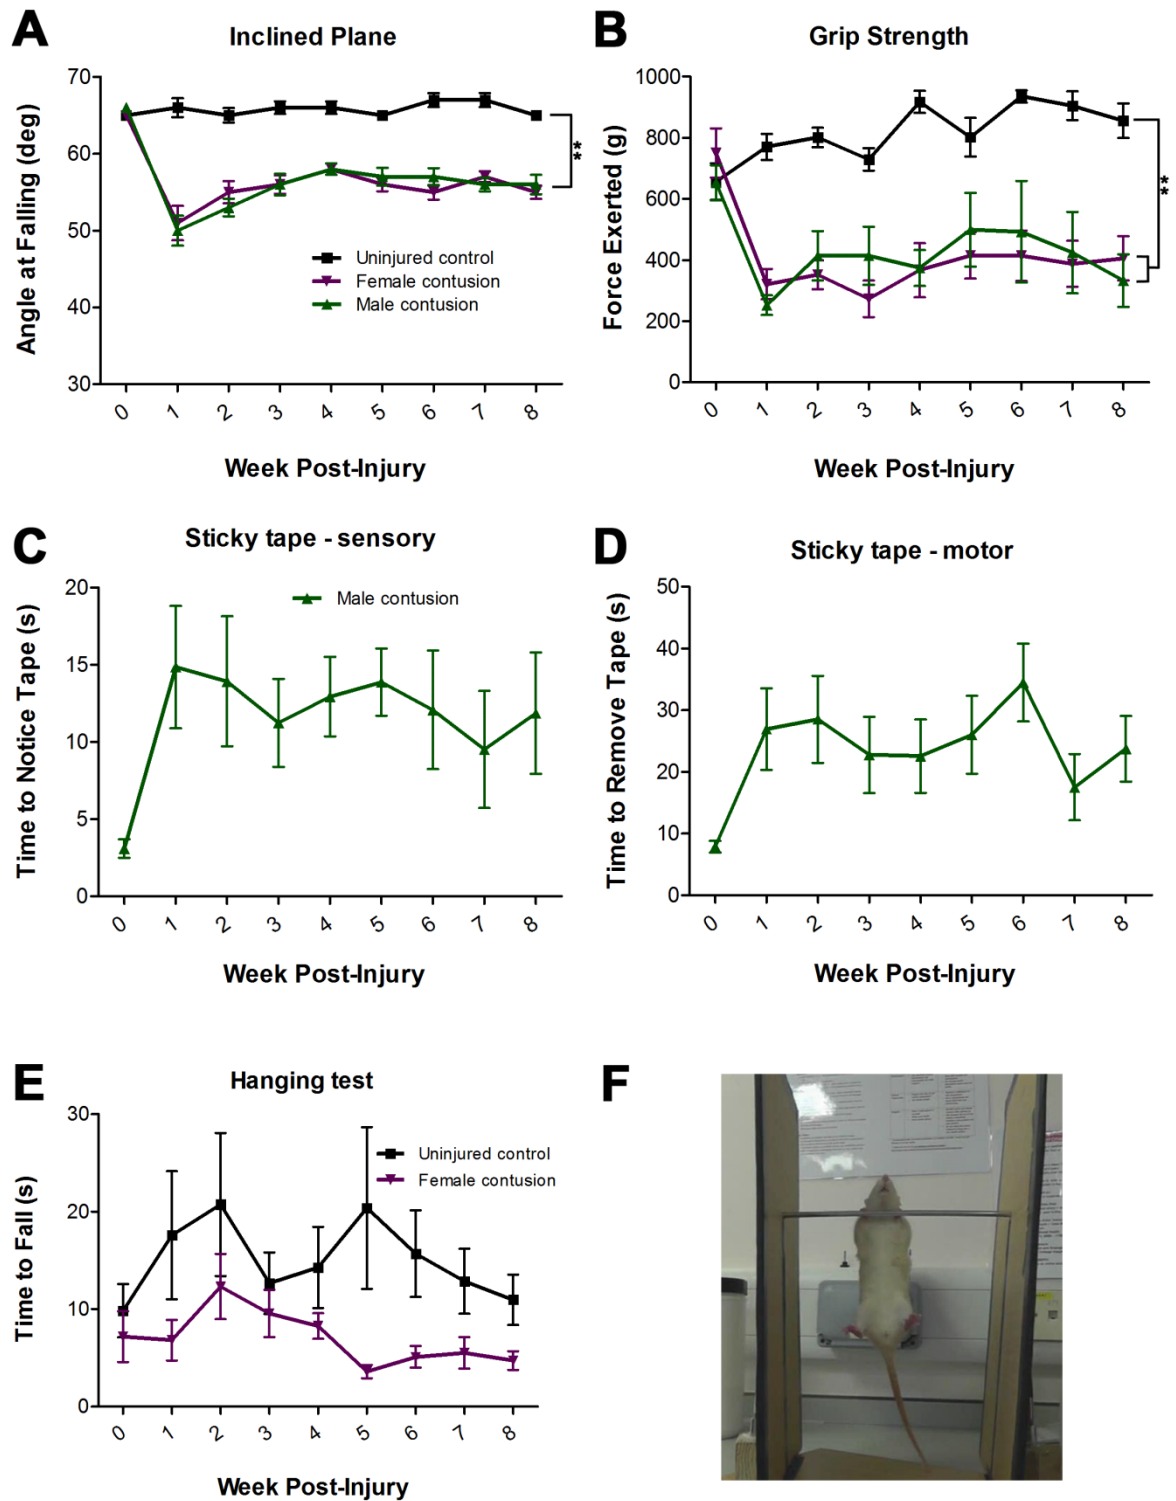 A
Inclined Plane
Angle at Falling (deg)
70
60
50
40
30
Uninjured control
Female contusion
Male contusion
**
0 1 2 3 4 5 6 7 8
Week Post-Injury
B
Grip Strength
Force Exerted (g)
1000
800
600
400
200
0
**
0 1 2 3 4 5 6 7 8
Week Post-Injury
C
Sticky tape - sensory
Time to Notice Tape (s)
20
15
10
5
0
Male contusion
0 1 2 3 4 5 6 7 8
Week Post-Injury
D
Sticky tape - motor
Time to Remove Tape (s)
50
40
30
20
10
0
0 1 2 3 4 5 6 7 8
Week Post-Injury
E
Hanging test
Time to Fall (s)
30
20
10
0
Uninjured control
Female contusion
0 1 2 3 4 5 6 7 8
Week Post-Injury
F